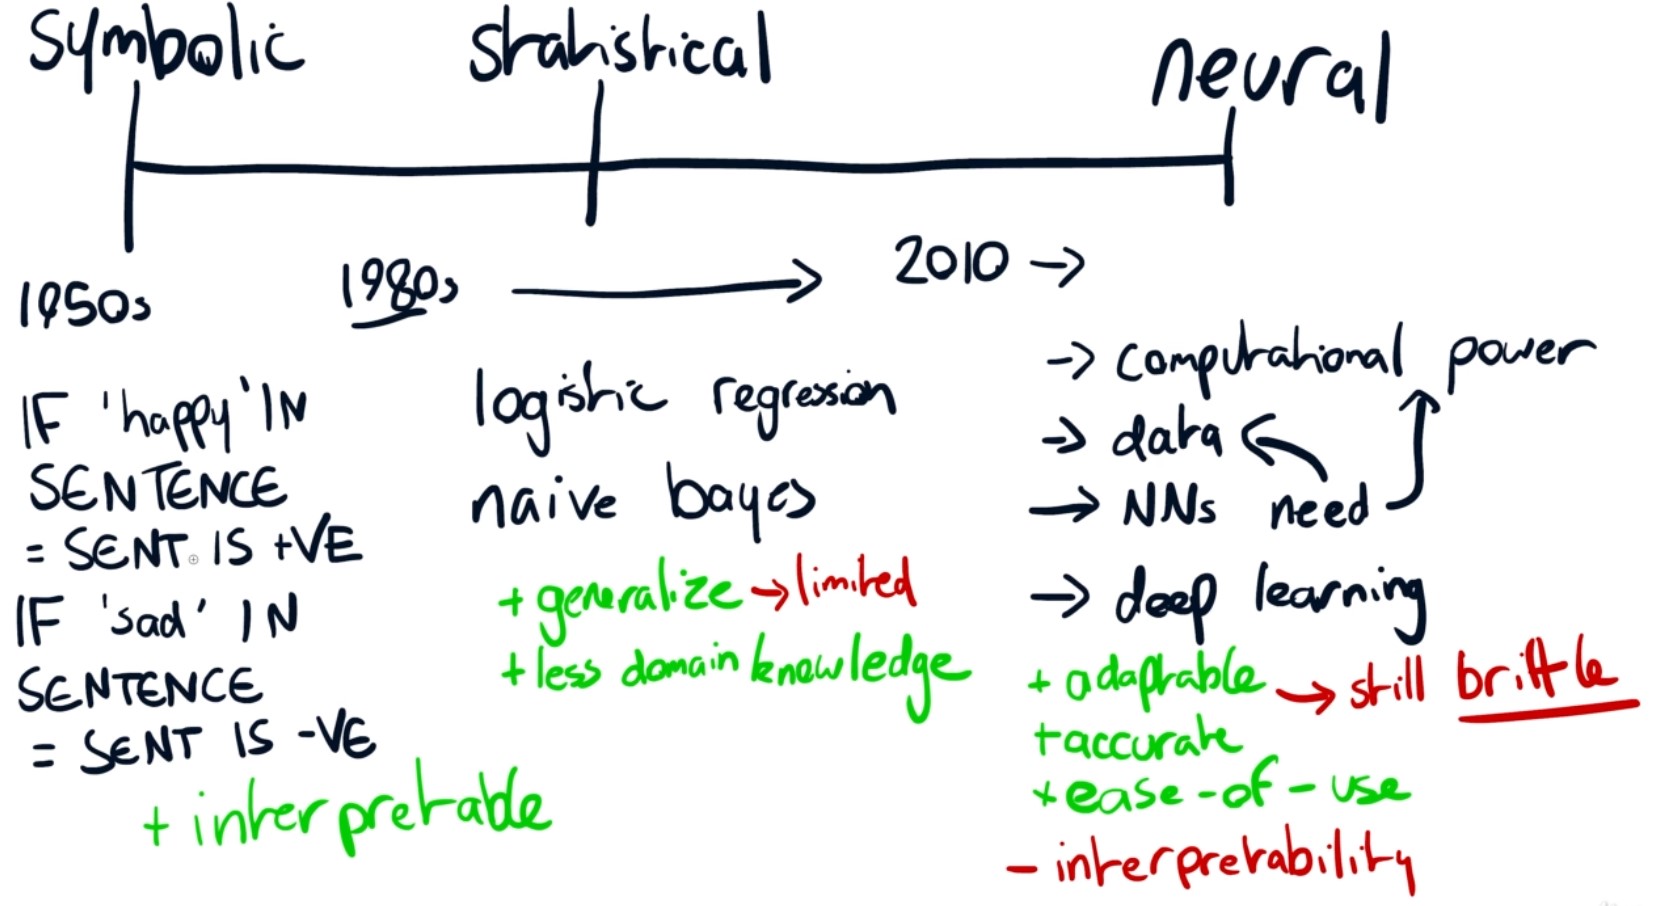 Symbolic
Statistical
neural
1950s
1980s →
2010 →
IF 'happy' IN
SENTENCE
= SENT. IS +VE
IF 'sad' IN
SENTENCE
= SENT IS -VE
+ interpretable
logistic regression
naive bayes
+ generalize → limited
+ less domain knowledge
→ computational power
→ data
→ NNs need
→ deep learning
+ adaptable → still brittle
+ accurate
+ ease-of-use
- interpretability